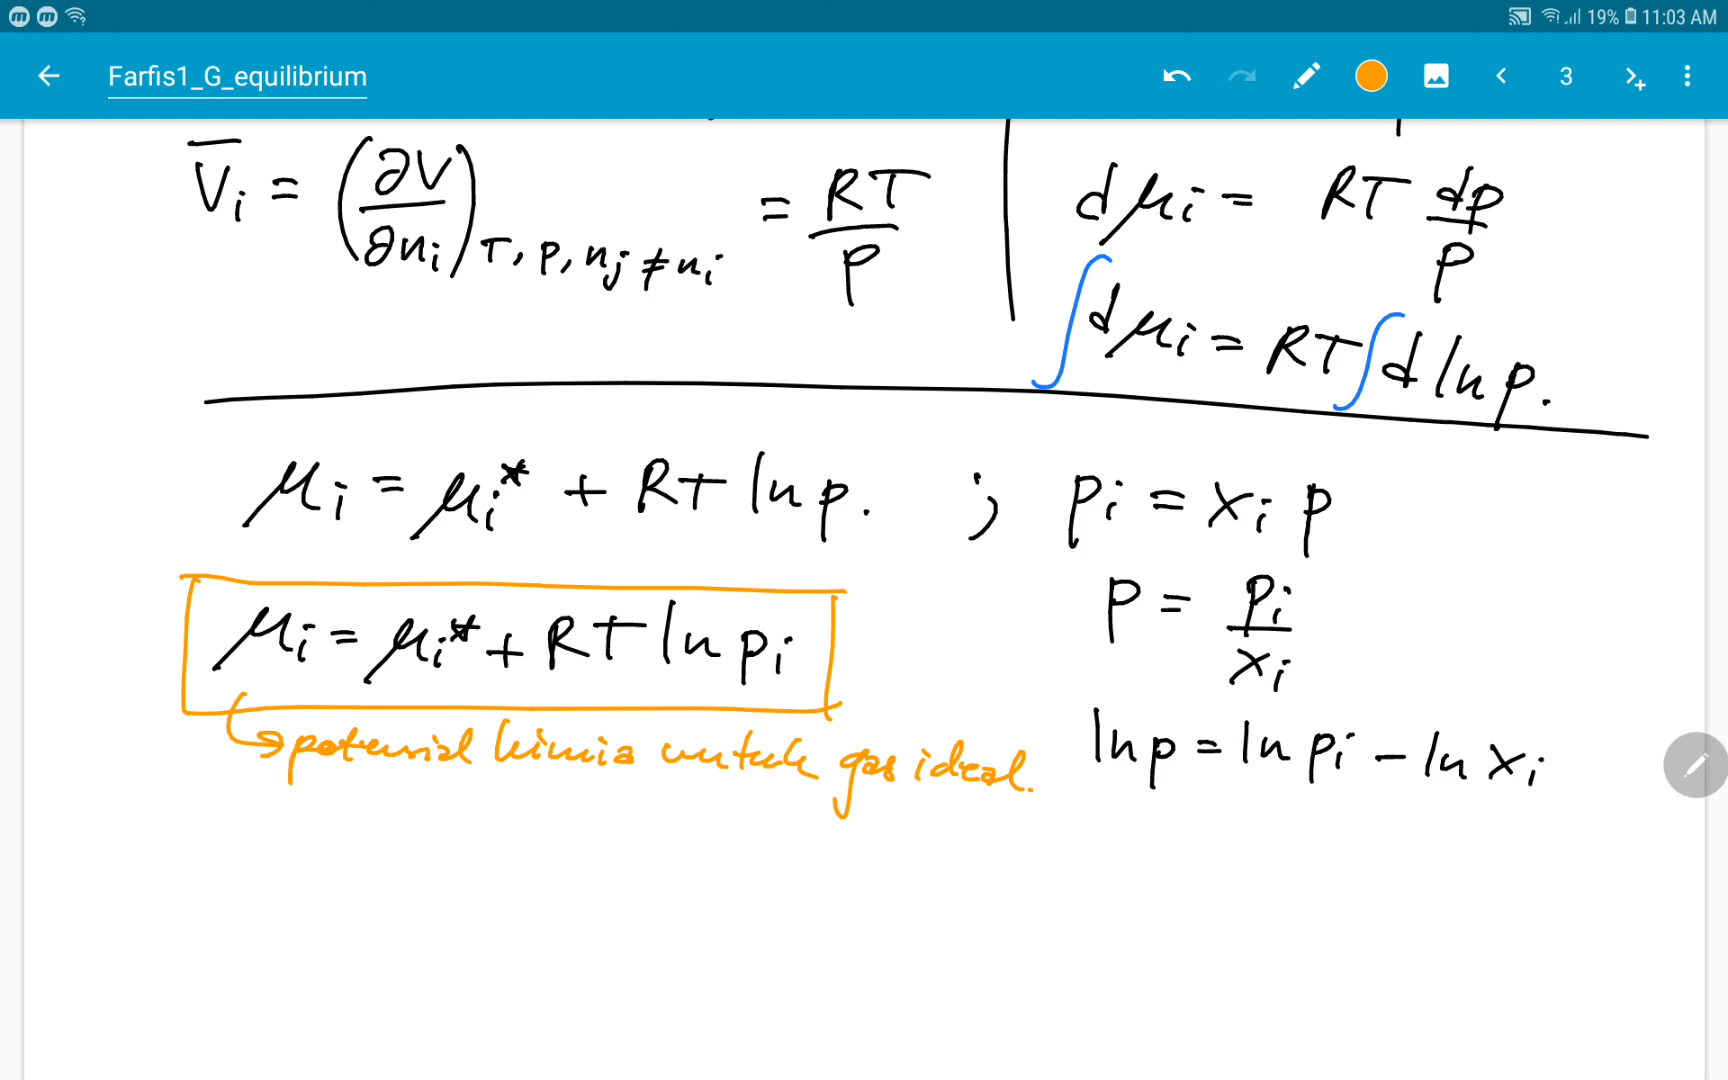 19% 11:03 AM
Farfis1_G_equilibrium
3
V̄i = (∂V/∂ni)T, P, nj ≠ ni = RT/P
dμi = RT dp/P
∫dμi = RT ∫d ln p.
μi = μi* + RT ln p. ; pi = xi p
P = Pi/xi
μi = μi* + RT ln pi
ln p = ln pi − ln xi
↳ potensial kimia untuk gas ideal.